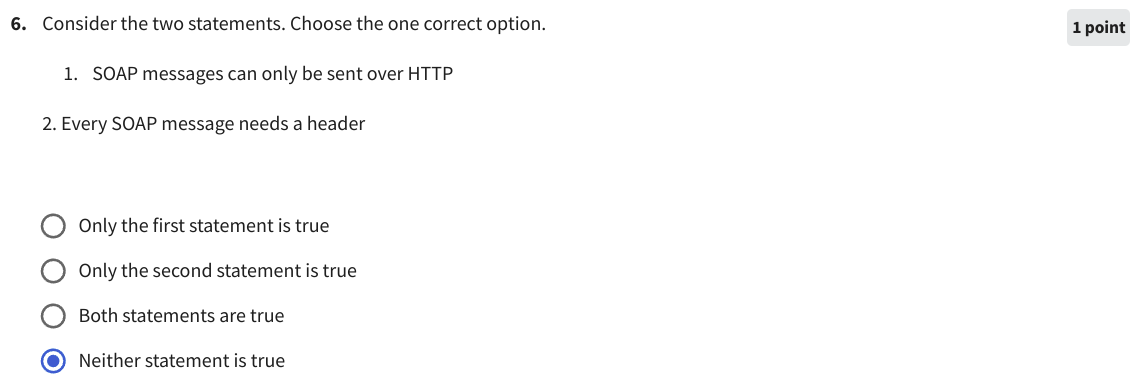 6. Consider the two statements. Choose the one correct option.
1 point
1. SOAP messages can only be sent over HTTP
2. Every SOAP message needs a header
Only the first statement is true
Only the second statement is true
Both statements are true
Neither statement is true